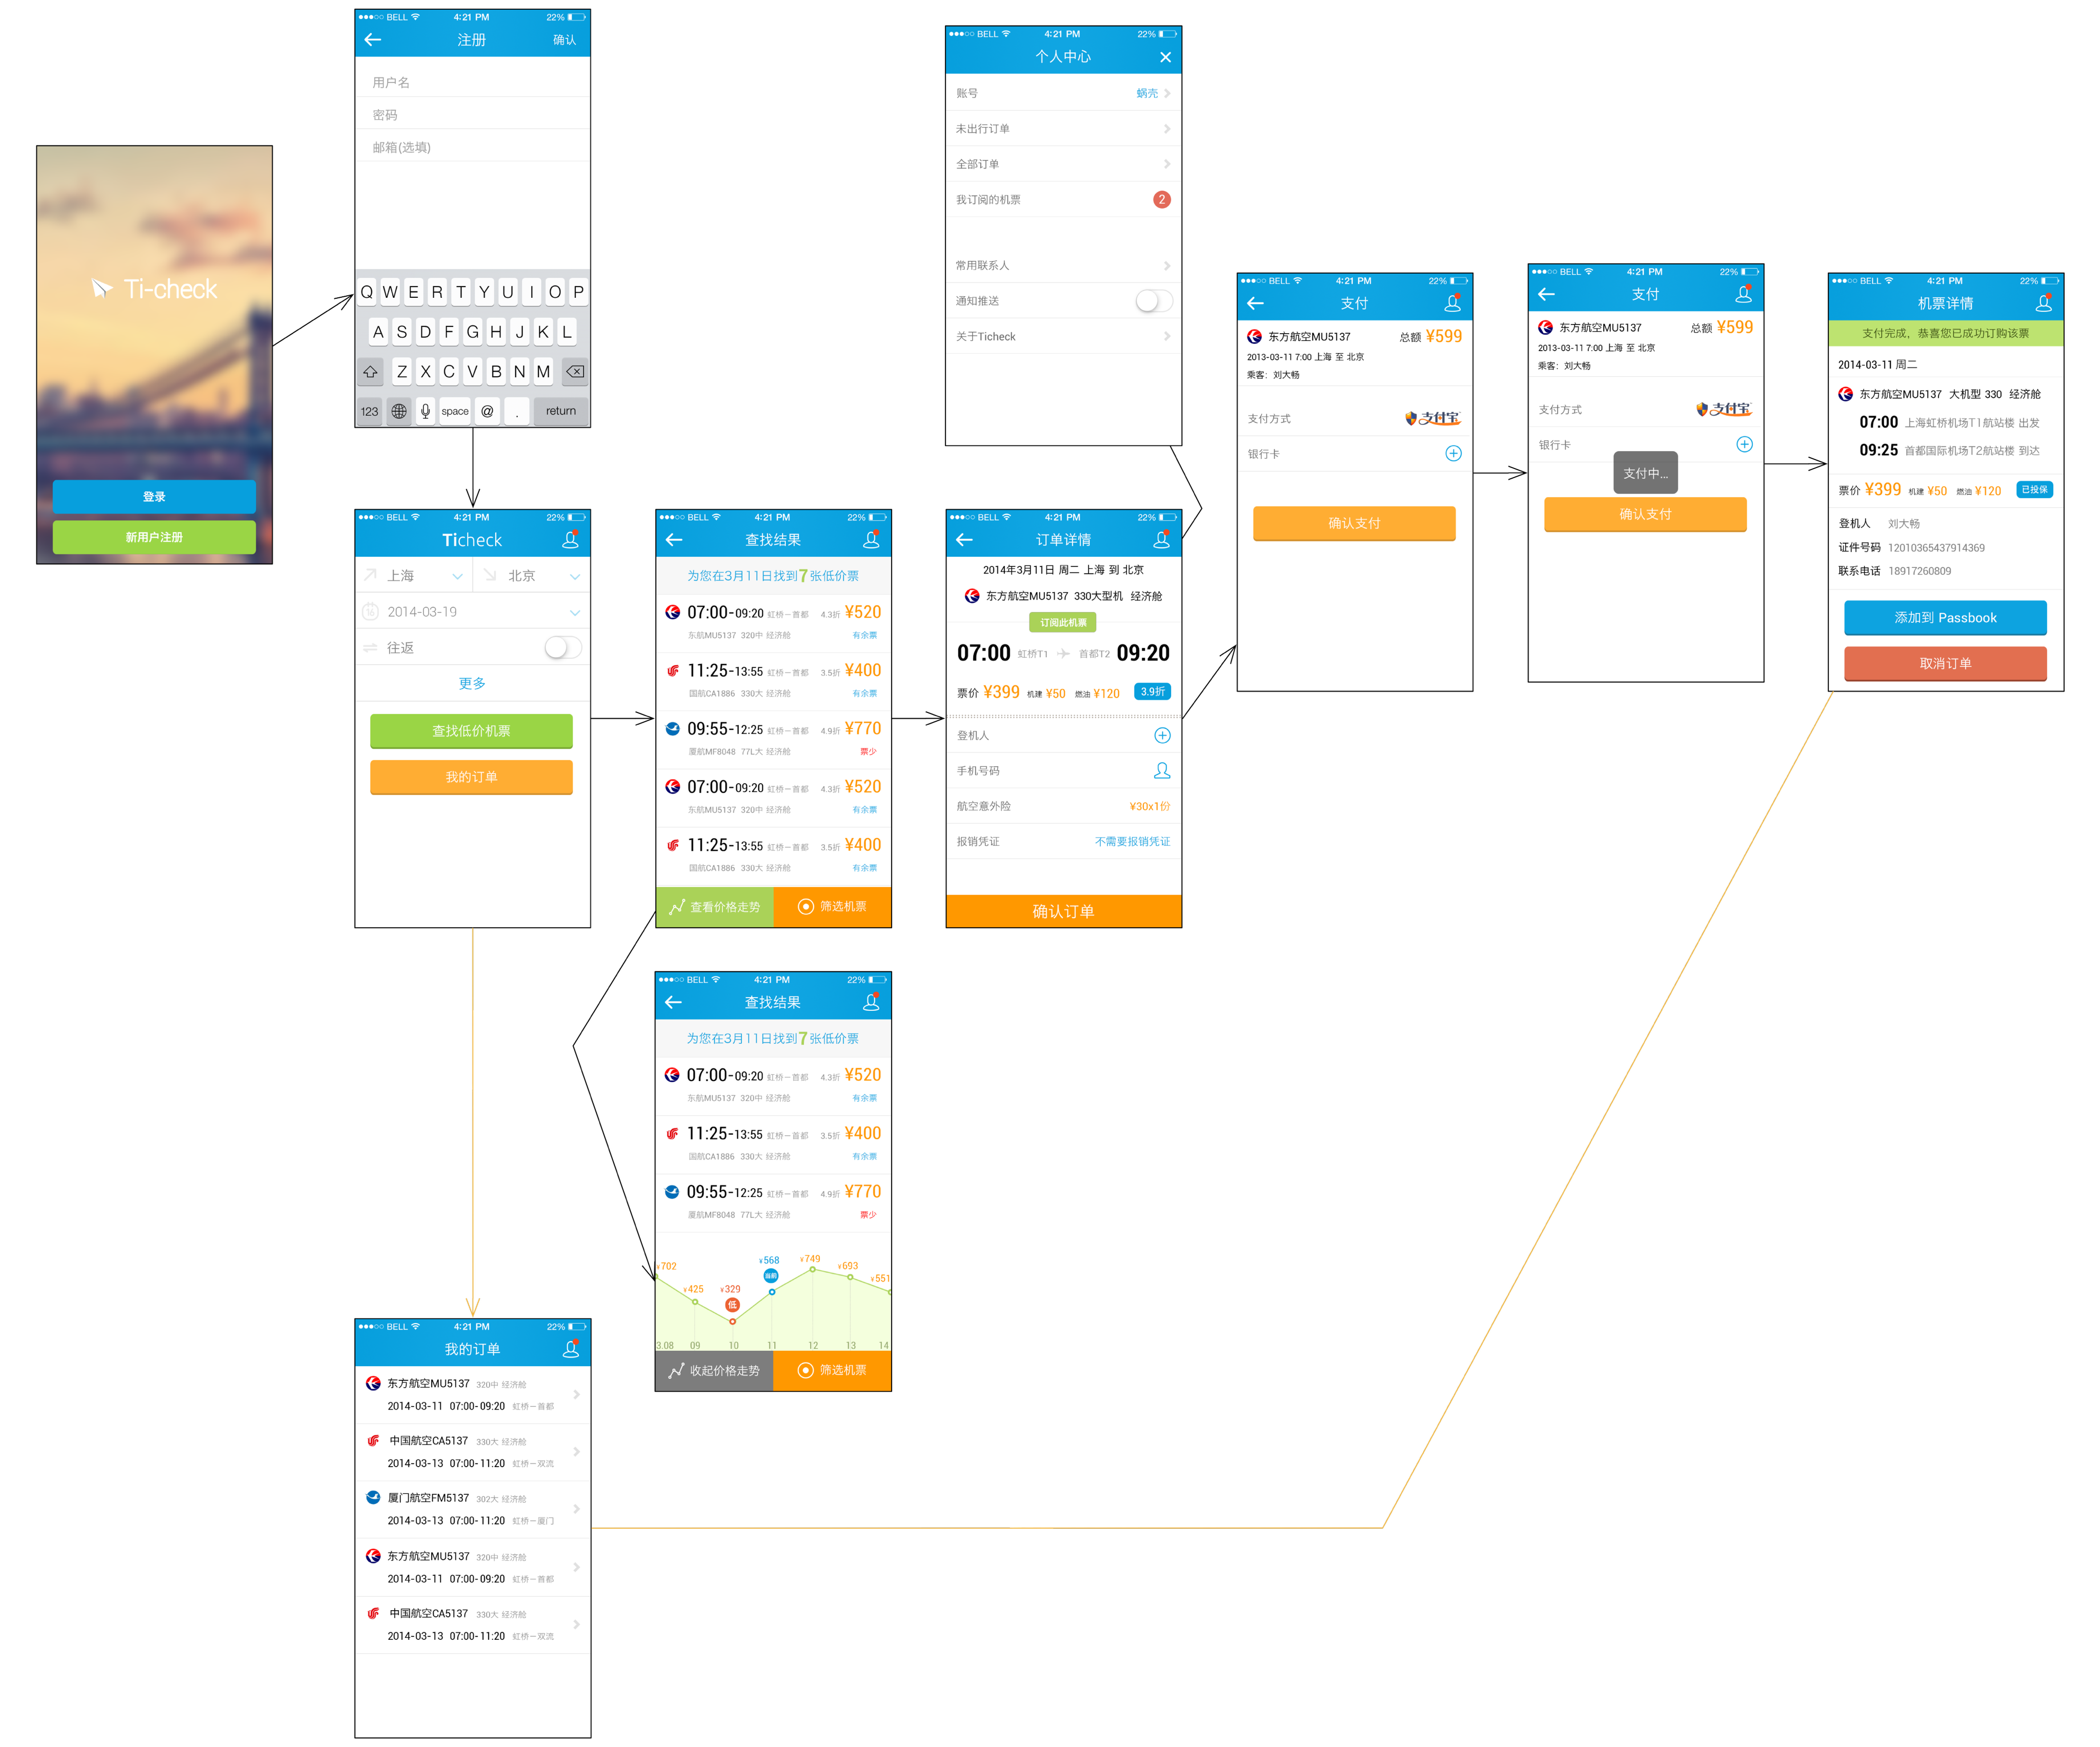 Ti-check
登录
新用户注册
●●●○○ BELL 4:21 PM 22%
注册 确认
用户名
密码
邮箱(选填)
Q W E R T Y U I O P
A S D F G H J K L
Z X C V B N M
123 space @ . return
●●●○○ BELL 4:21 PM 22%
Ticheck
上海 北京
16 2014-03-19
往返
更多
查找低价机票
我的订单
●●●○○ BELL 4:21 PM 22%
我的订单
东方航空MU5137 320中 经济舱
2014-03-11 07:00-09:20 虹桥－首都
中国航空CA5137 330大 经济舱
2014-03-13 07:00-11:20 虹桥－双流
厦门航空FM5137 302大 经济舱
2014-03-13 07:00-11:20 虹桥－厦门
东方航空MU5137 320中 经济舱
2014-03-11 07:00-09:20 虹桥－首都
中国航空CA5137 330大 经济舱
2014-03-13 07:00-11:20 虹桥－双流
●●●○○ BELL 4:21 PM 22%
查找结果
为您在3月11日找到7张低价票
07:00-09:20 虹桥－首都 4.3折 ¥520
东航MU5137 320中 经济舱 有余票
11:25-13:55 虹桥－首都 3.5折 ¥400
国航CA1886 330大 经济舱 有余票
09:55-12:25 虹桥－首都 4.9折 ¥770
厦航MF8048 77L大 经济舱 票少
07:00-09:20 虹桥－首都 4.3折 ¥520
东航MU5137 320中 经济舱 有余票
11:25-13:55 虹桥－首都 3.5折 ¥400
国航CA1886 330大 经济舱 有余票
查看价格走势 筛选机票
●●●○○ BELL 4:21 PM 22%
查找结果
为您在3月11日找到7张低价票
07:00-09:20 虹桥－首都 4.3折 ¥520
东航MU5137 320中 经济舱 有余票
11:25-13:55 虹桥－首都 3.5折 ¥400
国航CA1886 330大 经济舱 有余票
09:55-12:25 虹桥－首都 4.9折 ¥770
厦航MF8048 77L大 经济舱 票少
¥702 ¥425 ¥329 ¥568 ¥749 ¥693 ¥551
低 当前
3.08 09 10 11 12 13 14
收起价格走势 筛选机票
●●●○○ BELL 4:21 PM 22%
个人中心
账号 蜗壳
未出行订单
全部订单
我订阅的机票 2
常用联系人
通知推送
关于Ticheck
●●●○○ BELL 4:21 PM 22%
订单详情
2014年3月11日 周二 上海 到 北京
东方航空MU5137 330大型机 经济舱
订阅此机票
07:00 虹桥T1 首都T2 09:20
票价 ¥399 机建 ¥50 燃油 ¥120 3.9折
登机人
手机号码
航空意外险 ¥30x1份
报销凭证 不需要报销凭证
确认订单
●●●○○ BELL 4:21 PM 22%
支付
东方航空MU5137 总额 ¥599
2013-03-11 7:00 上海 至 北京
乘客：刘大畅
支付方式 支付宝
银行卡
确认支付
●●●○○ BELL 4:21 PM 22%
支付
东方航空MU5137 总额 ¥599
2013-03-11 7:00 上海 至 北京
乘客：刘大畅
支付方式 支付宝
银行卡
支付中...
确认支付
●●●○○ BELL 4:21 PM 22%
机票详情
支付完成，恭喜您已成功订购该票
2014-03-11 周二
东方航空MU5137 大机型 330 经济舱
07:00 上海虹桥机场T1航站楼 出发
09:25 首都国际机场T2航站楼 到达
票价 ¥399 机建 ¥50 燃油 ¥120 已投保
登机人 刘大畅
证件号码 12010365437914369
联系电话 18917260809
添加到 Passbook
取消订单